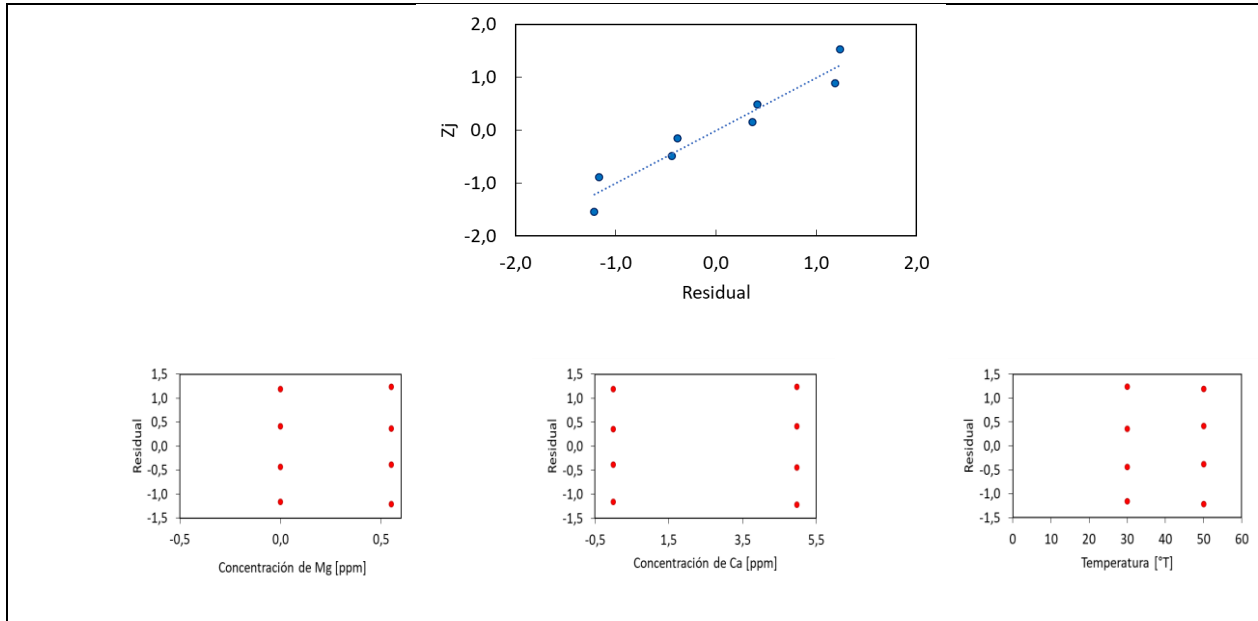 2,0
1,0
0,0
-1,0
-2,0
Zj
-2,0 -1,0 0,0 1,0 2,0
Residual
1,5
1,0
0,5
0,0
-0,5
-1,0
-1,5
Residual
-0,5 0,0 0,5
Concentración de Mg [ppm]
1,5
1,0
0,5
0,0
-0,5
-1,0
-1,5
Residual
-0,5 1,5 3,5 5,5
Concentración de Ca [ppm]
1,5
1,0
0,5
0,0
-0,5
-1,0
-1,5
Residual
0 10 20 30 40 50 60
Temperatura [°T]